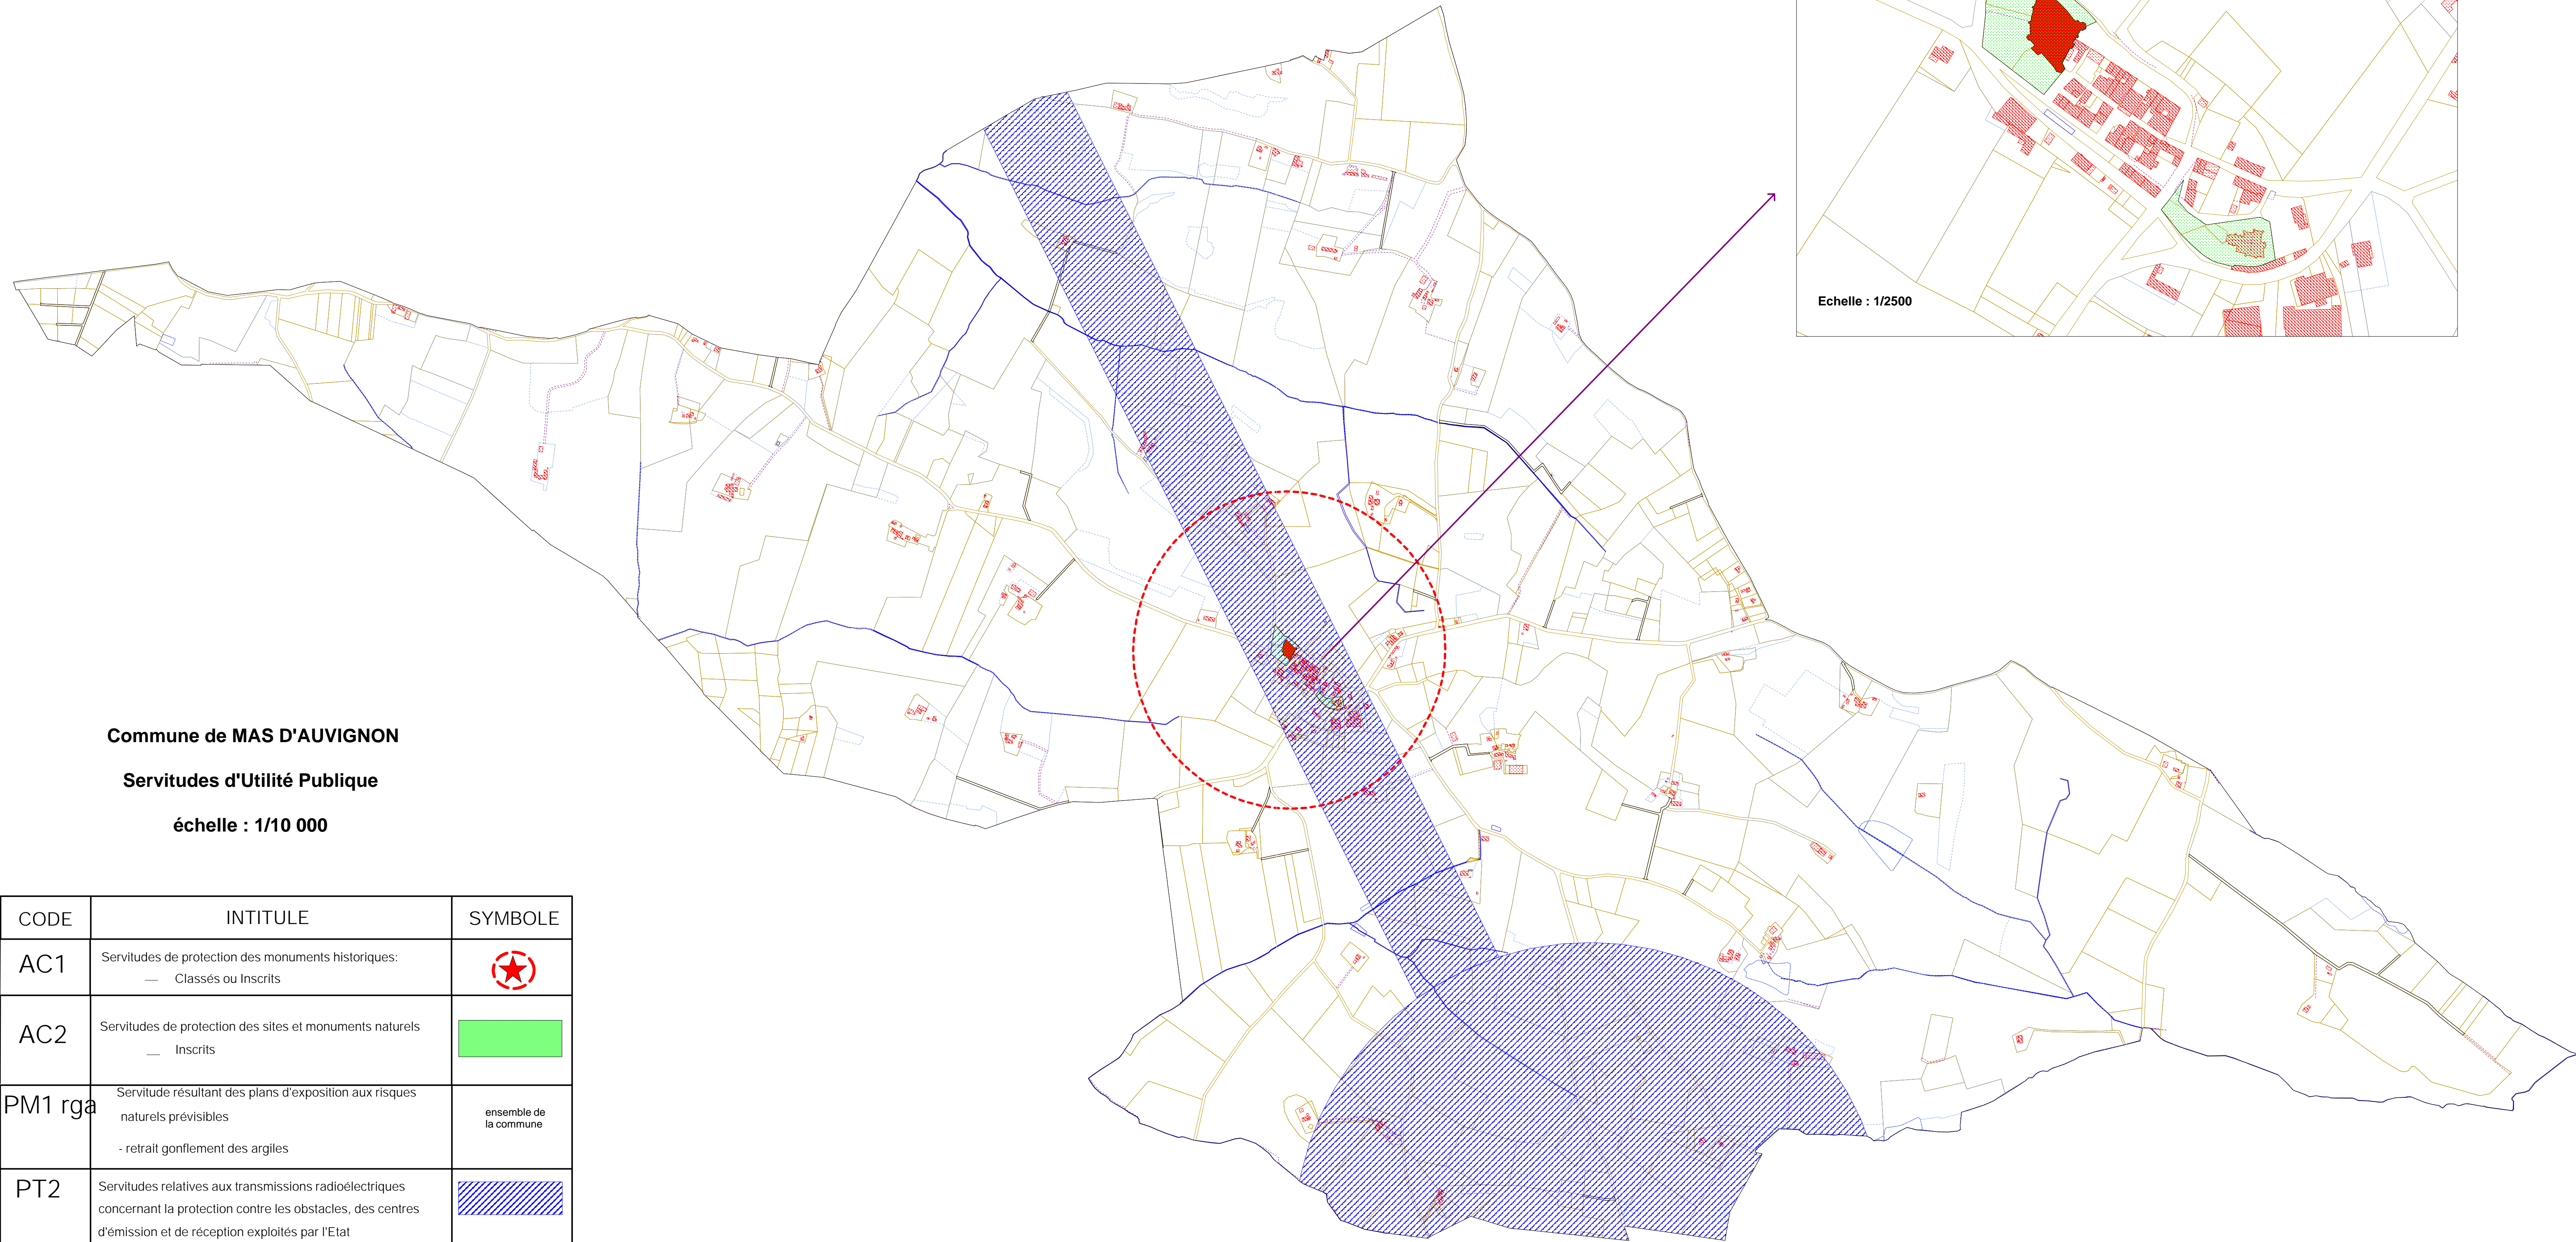 Echelle : 1/2500
Commune de MAS D'AUVIGNON
Servitudes d'Utilité Publique
échelle : 1/10 000
CODE INTITULE SYMBOLE
AC1
Servitudes de protection des monuments historiques:
— Classés ou Inscrits
AC2
Servitudes de protection des sites et monuments naturels
— Inscrits
PM1 rga
Servitude résultant des plans d'exposition aux risques
naturels prévisibles
- retrait gonflement des argiles
ensemble de
la commune
PT2
Servitudes relatives aux transmissions radioélectriques
concernant la protection contre les obstacles, des centres
d'émission et de réception exploités par l'Etat